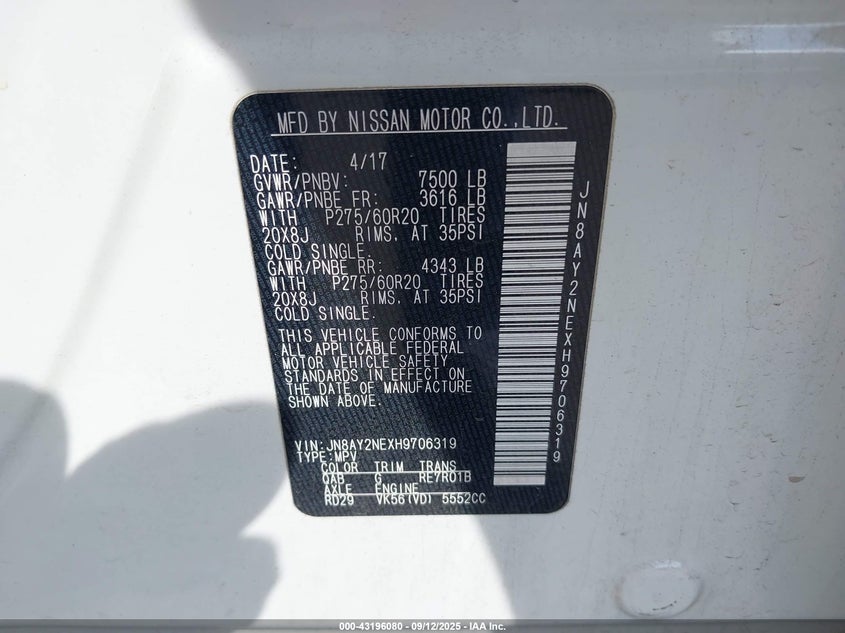 MFD BY NISSAN MOTOR CO.,LTD.
DATE: 4/17
GVWR/PNBV: 7500 LB
GAWR/PNBE FR: 3616 LB
WITH P275/60R20 TIRES
20X8J RIMS, AT 35PSI
COLD SINGLE.
GAWR/PNBE RR: 4343 LB
WITH P275/60R20 TIRES
20X8J RIMS, AT 35PSI
COLD SINGLE.
THIS VEHICLE CONFORMS TO
ALL APPLICABLE FEDERAL
MOTOR VEHICLE SAFETY
STANDARDS IN EFFECT ON
THE DATE OF MANUFACTURE
SHOWN ABOVE.
VIN: JN8AY2NEXH9706319
TYPE: MPV
COLOR TRIM TRANS
QAB G RE7R01B
AXLE ENGINE
RD29 VK56(VD) 5552CC
JN8AY2NEXH9706319
000-43196080 - 09/12/2025 - IAA Inc.